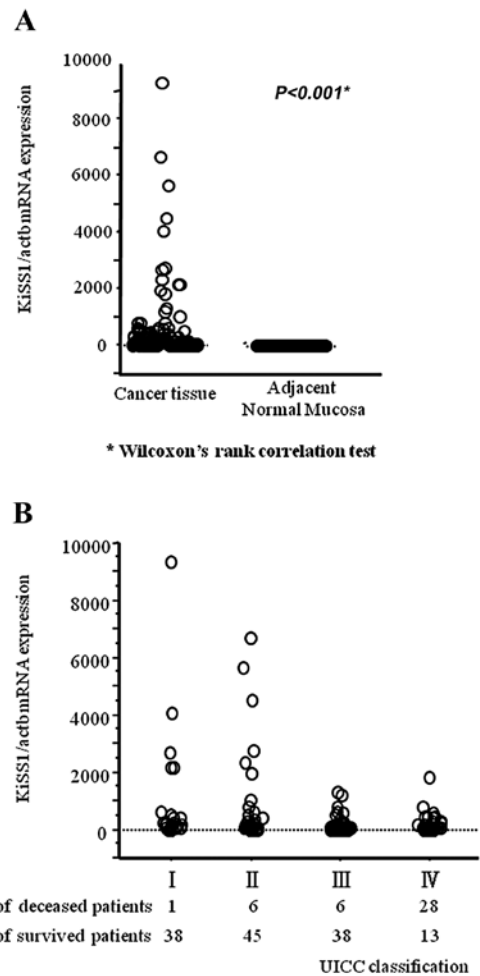 A
10000
8000
6000
4000
2000
0
KiSS1/actbmRNA expression
P<0.001*
Cancer tissue
Adjacent
Normal Mucosa
* Wilcoxon's rank correlation test
B
10000
8000
6000
4000
2000
0
KiSS1/actbmRNA expression
I II III IV
of deceased patients 1 6 6 28
of survived patients 38 45 38 13
UICC classification